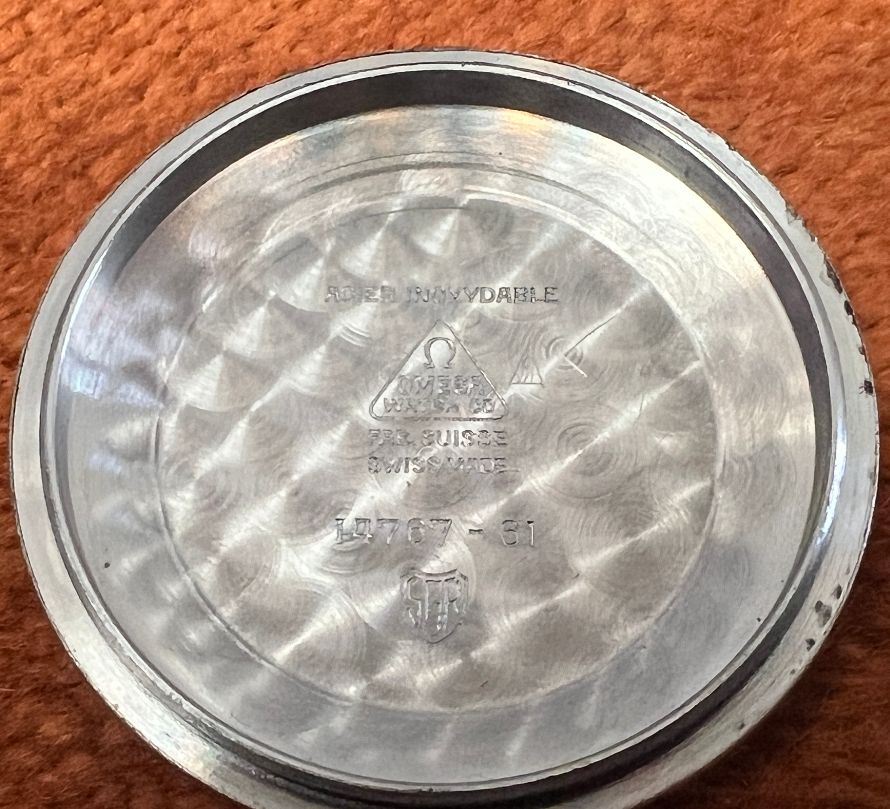 ACIER INOXYDABLE
Ω
OMEGA
WATCH CO
FAB. SUISSE
SWISS MADE
14767 - 61